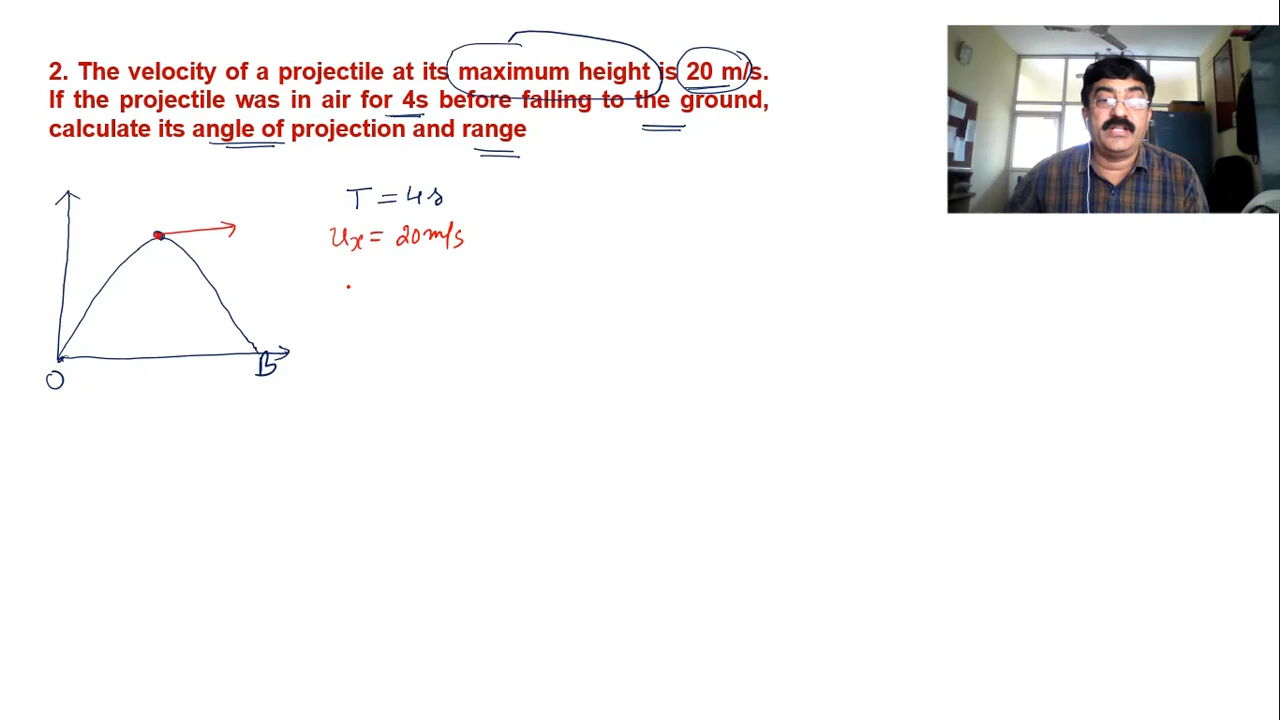 2. The velocity of a projectile at its maximum height is 20 m/s.
If the projectile was in air for 4s before falling to the ground,
calculate its angle of projection and range
T = 4s
ux = 20m/s
O
B